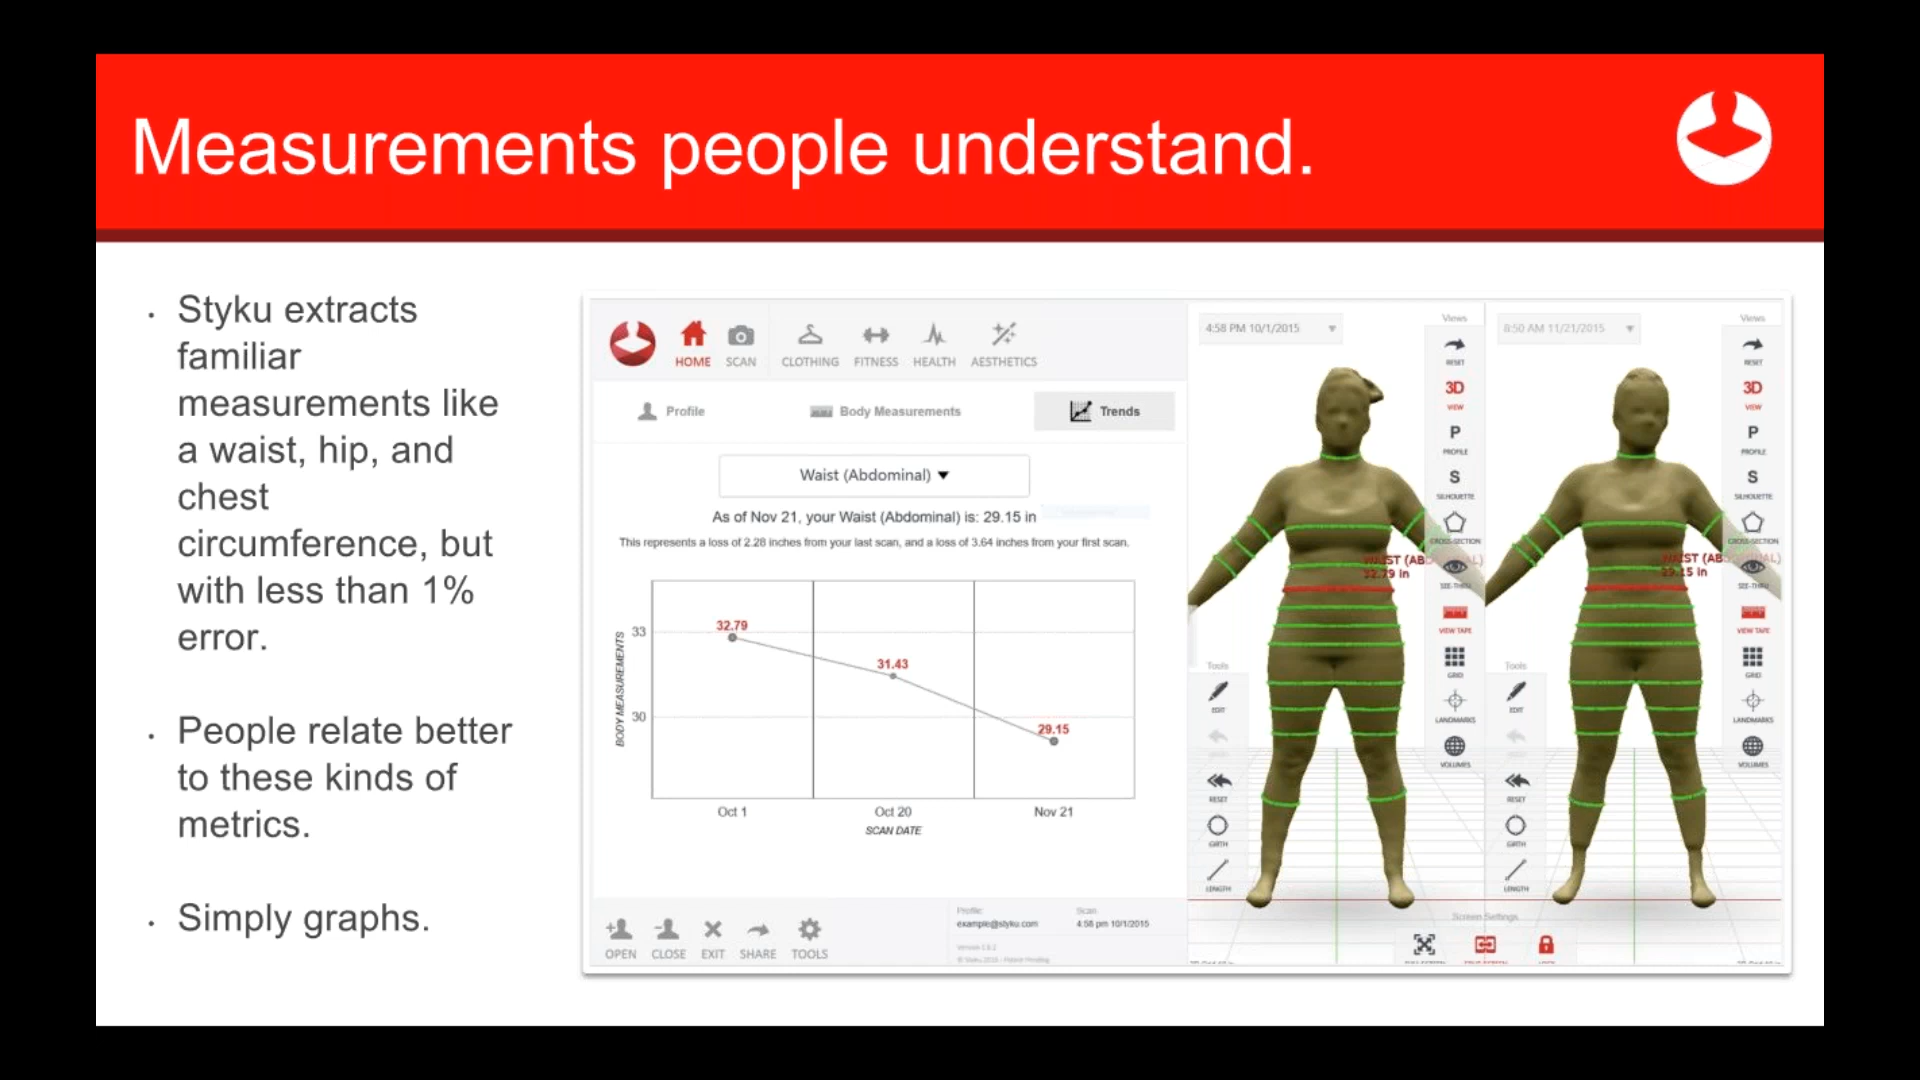 Measurements people understand.
• Styku extracts
familiar
measurements like
a waist, hip, and
chest
circumference, but
with less than 1%
error.
• People relate better
to these kinds of
metrics.
• Simply graphs.
HOME SCAN CLOTHING FITNESS HEALTH AESTHETICS
Profile Body Measurements Trends
Waist (Abdominal)
As of Nov 21, your Waist (Abdominal) is: 29.15 in
This represents a loss of 2.28 inches from your last scan, and a loss of 3.64 inches from your first scan.
BODY MEASUREMENTS
33
30
32.79
31.43
29.15
Oct 1 Oct 20 Nov 21
SCAN DATE
OPEN CLOSE EXIT SHARE TOOLS
Profile: Scan:
example@styku.com 4:58 pm 10/1/2015
4:58 PM 10/1/2015
Views
RESET
3D
VIEW
P
PROFILE
S
SILHOUETTE
CROSS-SECTION
SEE-THRU
VIEW TAPE
GRID
LANDMARKS
VOLUMES
32.79 in
Tools
EDIT
RESET
GIRTH
LENGTH
8:50 AM 11/21/2015
Views
RESET
3D
VIEW
P
PROFILE
S
SILHOUETTE
CROSS-SECTION
SEE-THRU
VIEW TAPE
GRID
LANDMARKS
VOLUMES
29.15 in
Tools
EDIT
RESET
GIRTH
LENGTH
Screen Settings